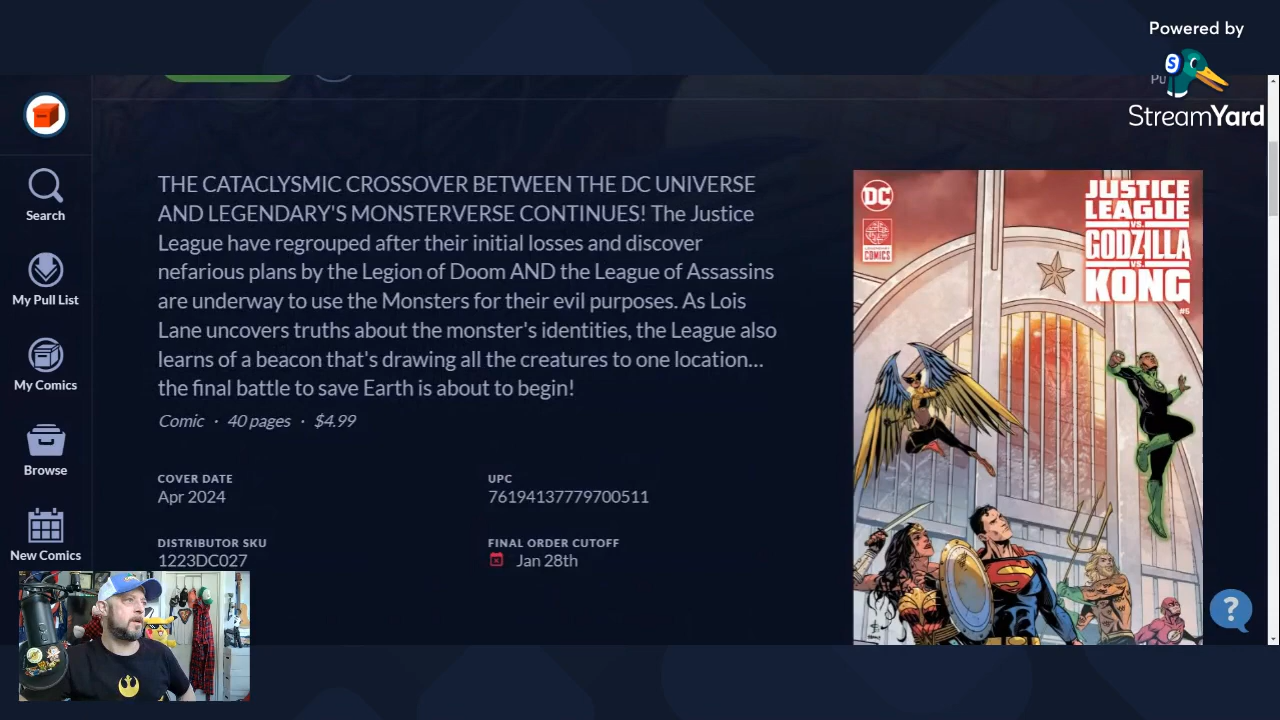 Powered by
StreamYard
Search
My Pull List
My Comics
Browse
New Comics
THE CATACLYSMIC CROSSOVER BETWEEN THE DC UNIVERSE
AND LEGENDARY'S MONSTERVERSE CONTINUES! The Justice
League have regrouped after their initial losses and discover
nefarious plans by the Legion of Doom AND the League of Assassins
are underway to use the Monsters for their evil purposes. As Lois
Lane uncovers truths about the monster's identities, the League also
learns of a beacon that's drawing all the creatures to one location...
the final battle to save Earth is about to begin!
Comic · 40 pages · $4.99
COVER DATE
Apr 2024
UPC
76194137779700511
DISTRIBUTOR SKU
1223DC027
FINAL ORDER CUTOFF
Jan 28th
DC
COMICS
JUSTICE
LEAGUE
VS.
GODZILLA
VS.
KONG
#5
S
?